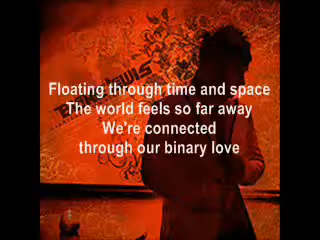 Floating through time and space
The world feels so far away
We're connected
through our binary love